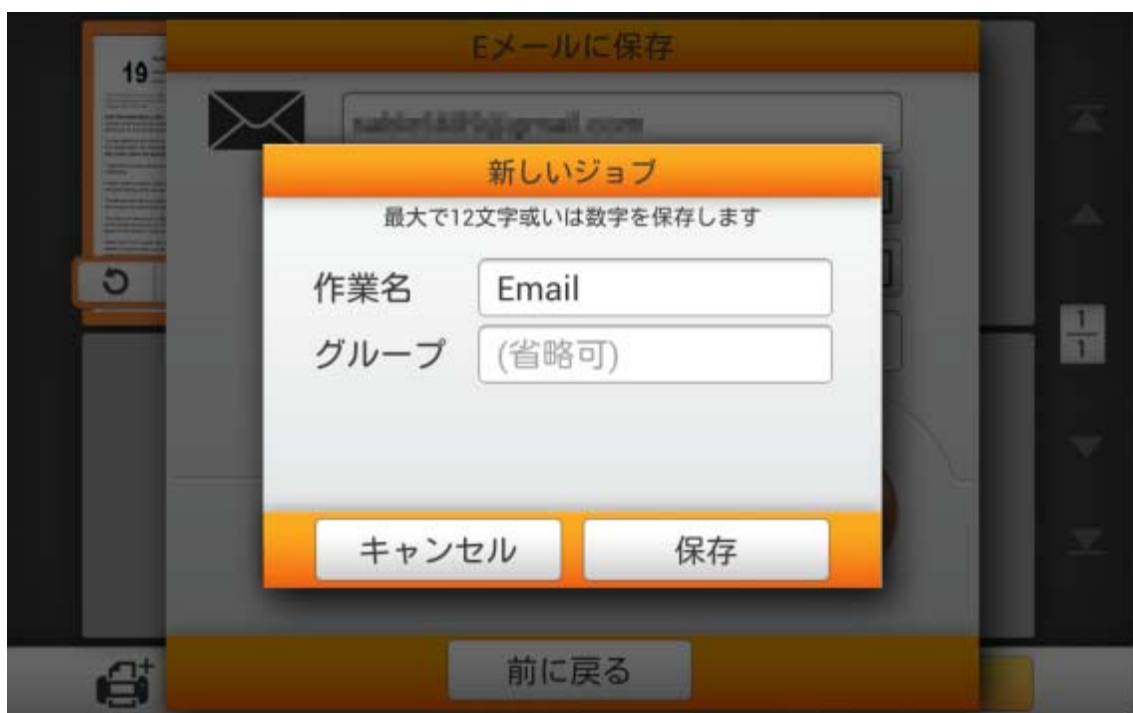 Eメールに保存
19
新しいジョブ
最大で12文字或いは数字を保存します
作業名 Email
グループ (省略可)
1
1
キャンセル 保存
前に戻る